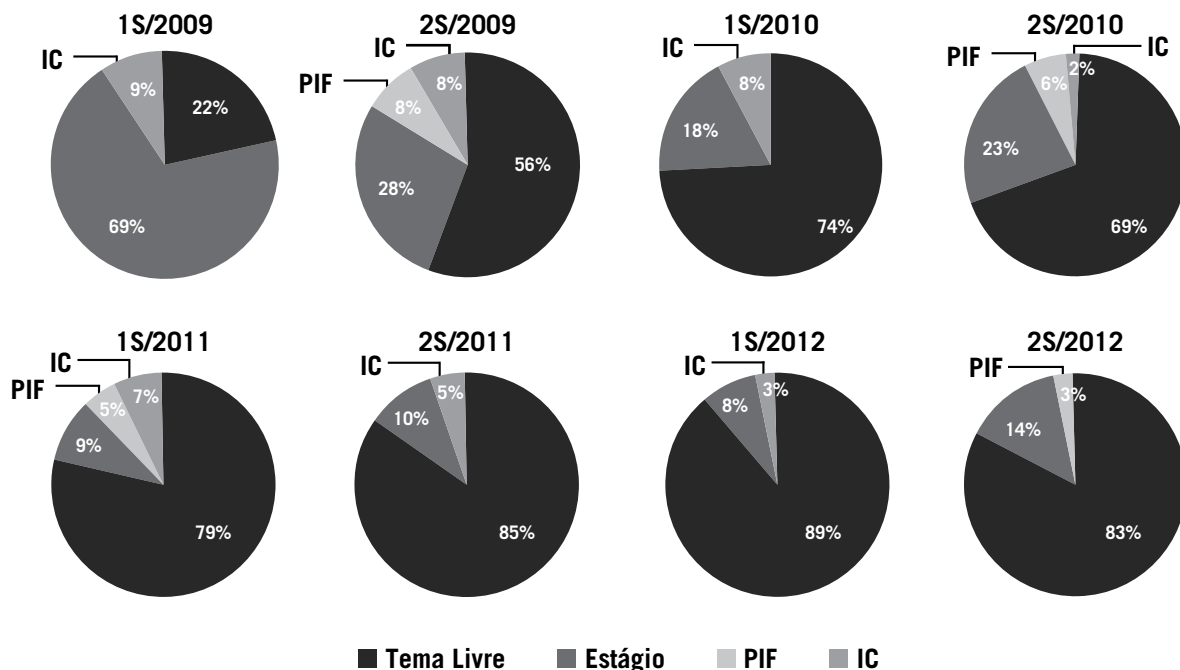 1S/2009
2S/2009
1S/2010
2S/2010
IC
9%
22%
69%
IC
PIF
8%
8%
28%
56%
IC
8%
18%
74%
PIF
IC
6%
2%
23%
69%
1S/2011
2S/2011
1S/2012
2S/2012
IC
PIF
7%
5%
9%
79%
IC
5%
10%
85%
IC
3%
8%
89%
PIF
3%
14%
83%
Tema Livre Estágio PIF IC